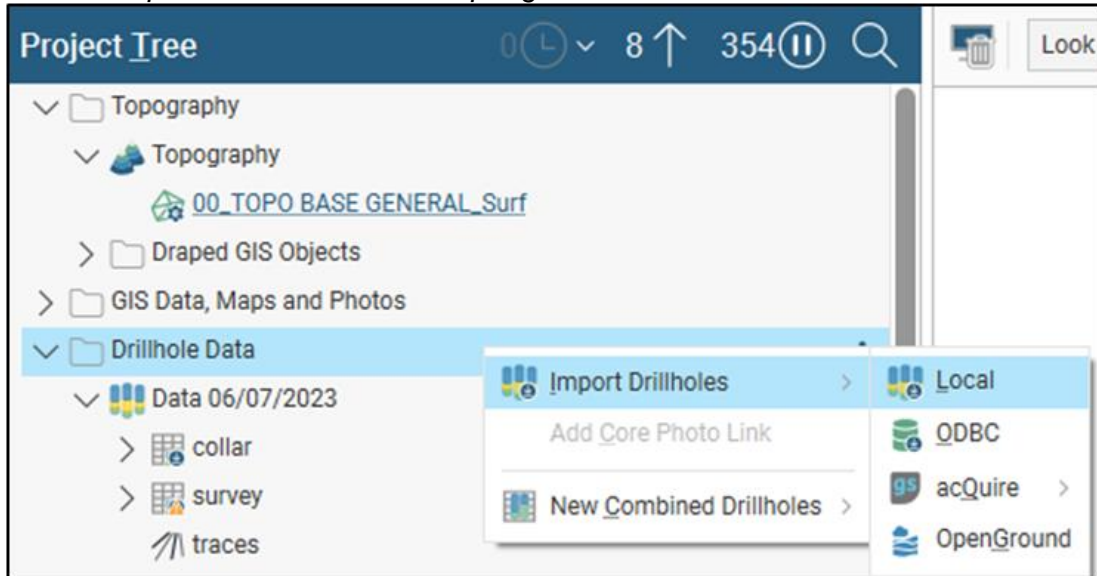 Project Tree 0 8 354 Look
Topography
Topography
00_TOPO BASE GENERAL_Surf
Draped GIS Objects
GIS Data, Maps and Photos
Drillhole Data
Data 06/07/2023
collar
survey
traces
Import Drillholes
Add Core Photo Link
New Combined Drillholes
Local
ODBC
gs acQuire
OpenGround